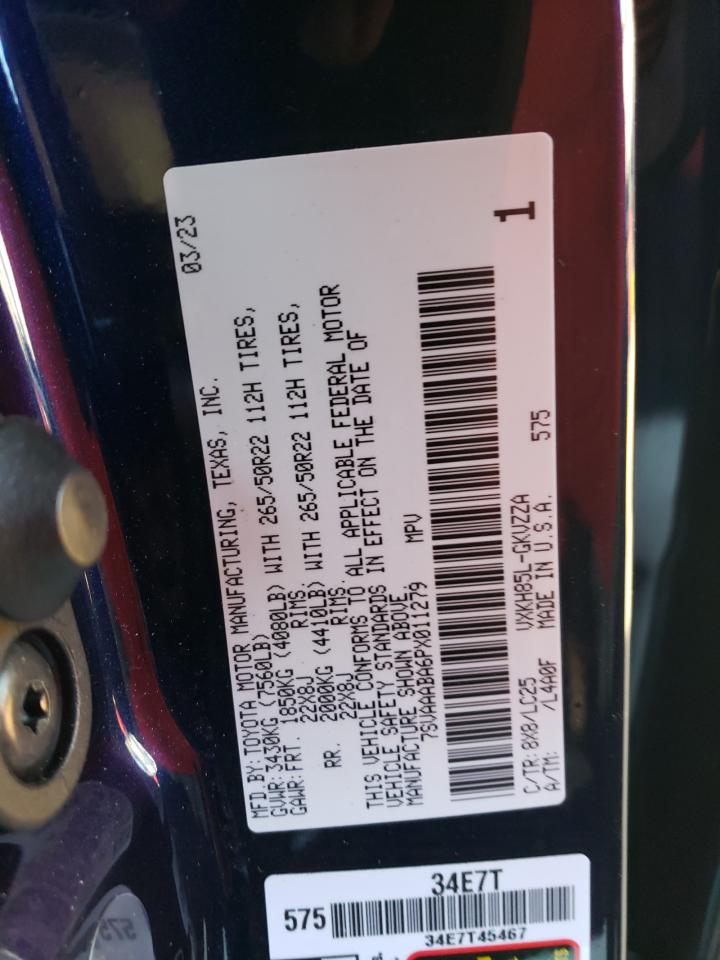 MFD.BY:TOYOTA MOTOR MANUFACTURING, TEXAS, INC. 03/23
GVWR:3430KG (7560LB)
GAWR:FRT. 1850KG (4080LB) WITH 265/50R22 112H TIRES,
22X8J RIMS.
RR. 2000KG (4410LB) WITH 265/50R22 112H TIRES,
22X8J RIMS.
THIS VEHICLE CONFORMS TO ALL APPLICABLE FEDERAL MOTOR
VEHICLE SAFETY STANDARDS IN EFFECT ON THE DATE OF
MANUFACTURE SHOWN ABOVE.
7SVAAABA6PX011279 MPV
1
C/TR:8X8/LC25 VXKH85L-GKVZZA
A/TM: /L4A0F MADE IN U.S.A. 575
34E7T
575
34E7T45467
575